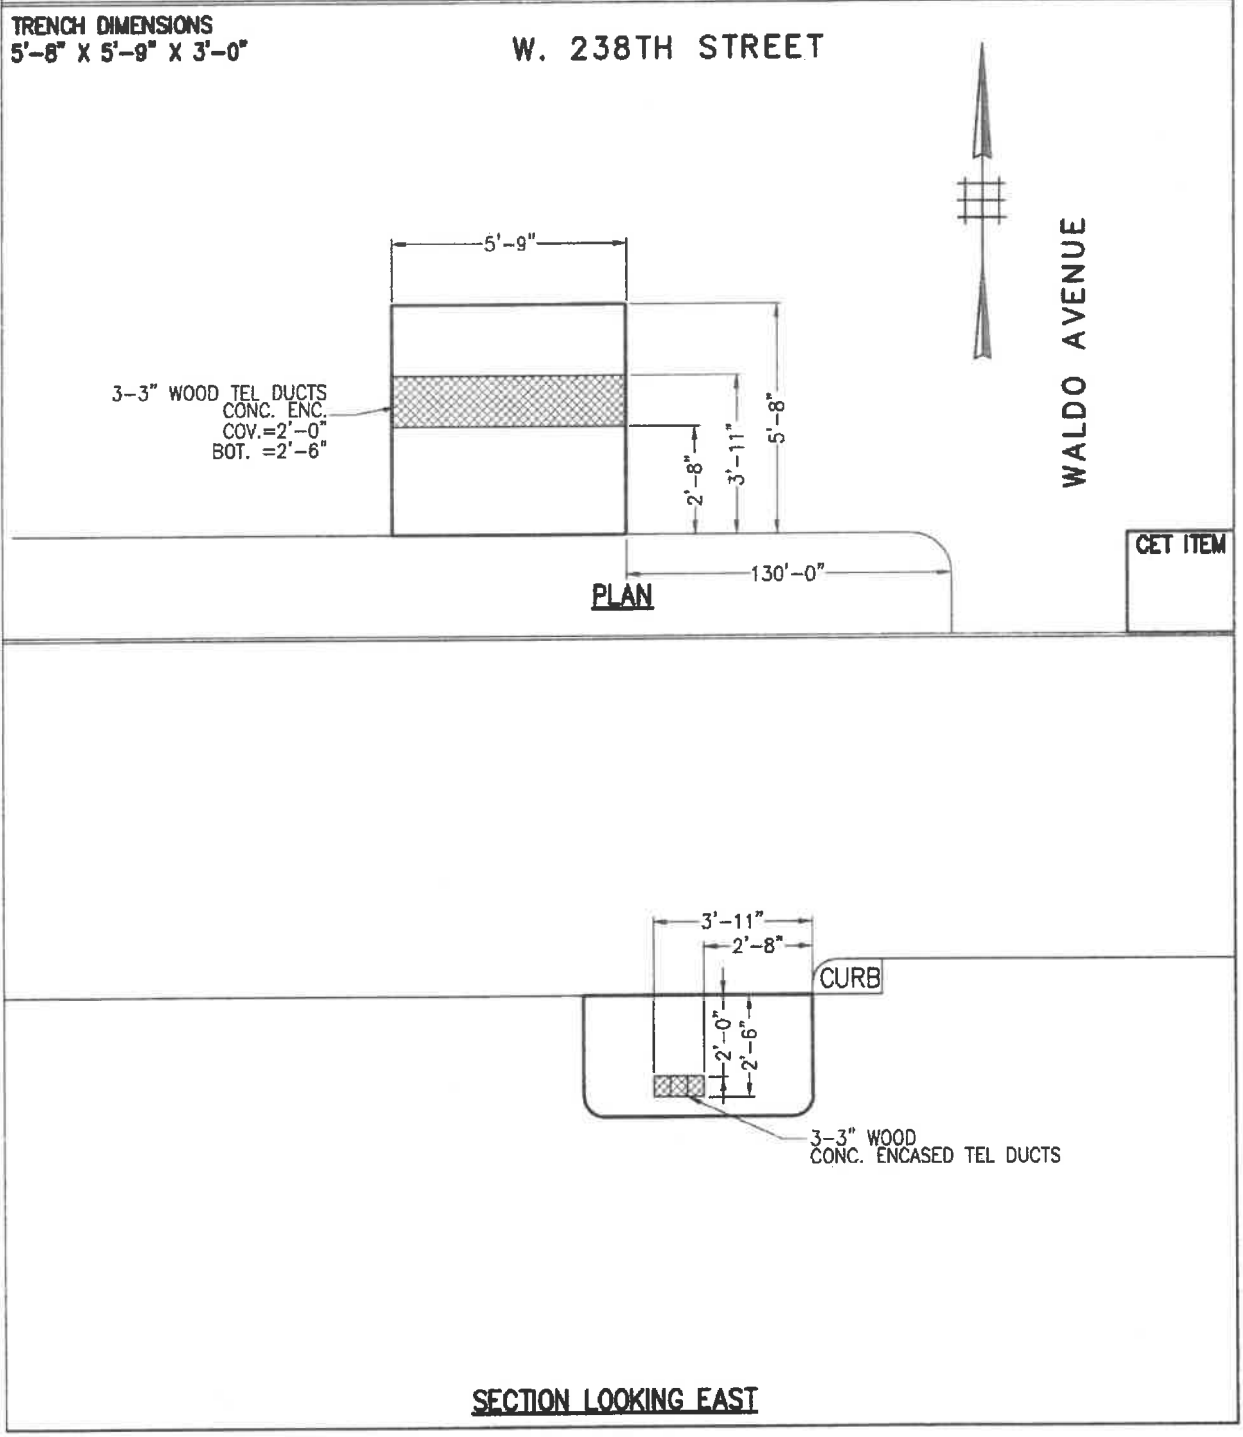 TRENCH DIMENSIONS
5'-8" X 5'-9" X 3'-0"
W. 238TH STREET
WALDO AVENUE
5'-9"
3-3" WOOD TEL DUCTS
CONC. ENC.
COV.=2'-0"
BOT. =2'-6"
2'-8"
3'-11"
5'-8"
130'-0"
PLAN
CET ITEM
3'-11"
2'-8"
CURB
2'-0"
2'-6"
3-3" WOOD
CONC. ENCASED TEL DUCTS
SECTION LOOKING EAST